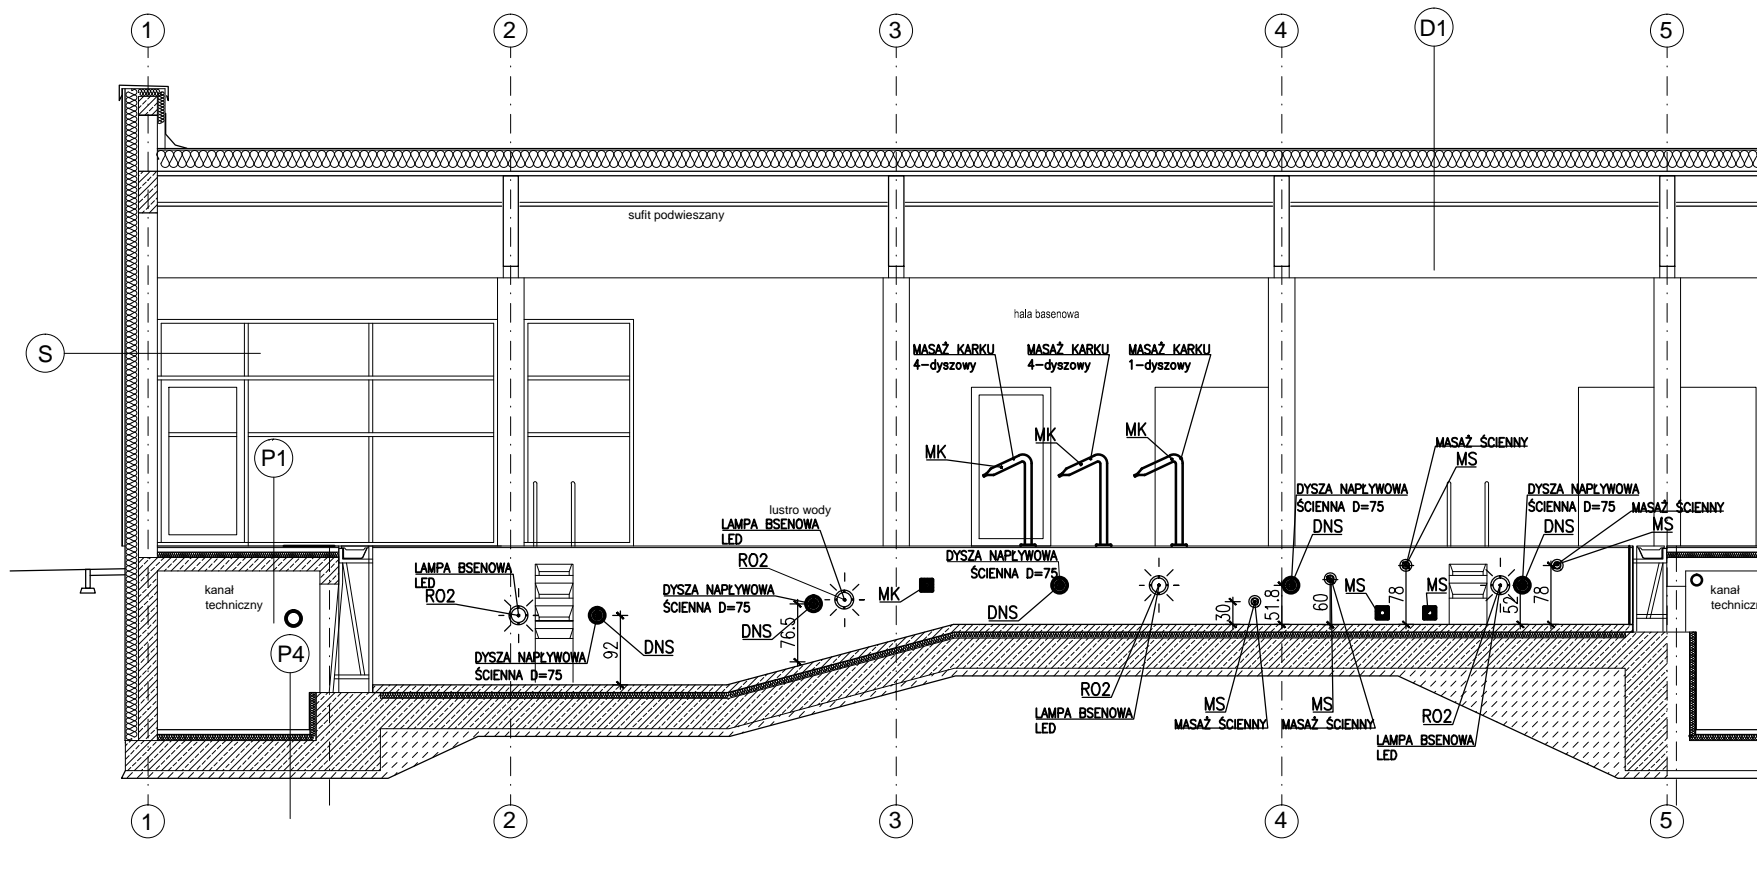 1
2
3
4
D1
5
sufit podwieszany
hala basenowa
S
MASAŻ KARKU
4-dyszowy
MASAŻ KARKU
4-dyszowy
MASAŻ KARKU
1-dyszowy
MK
MK
MK
P1
MASAŻ ŚCIENNY
MS
DYSZA NAPŁYWOWA
ŚCIENNA D=75
DNS
DYSZA NAPŁYWOWA
ŚCIENNA D=75
DNS
MASAŻ ŚCIENNY
MS
lustro wody
LAMPA BSENOWA
LED
RO2
LAMPA BSENOWA
LED
RO2
DYSZA NAPŁYWOWA
ŚCIENNA D=75
DNS
76.5
MK
DYSZA NAPŁYWOWA
ŚCIENNA D=75
DNS
kanał
techniczny
P4
DYSZA NAPŁYWOWA
ŚCIENNA D=75
DNS
92
30
51.8
60
78
MS
MS
52
78
kanał
techniczn
RO2
LAMPA BSENOWA
LED
MS
MASAŻ ŚCIENNY
MS
MASAŻ ŚCIENNY
RO2
LAMPA BSENOWA
LED
1
2
3
4
5